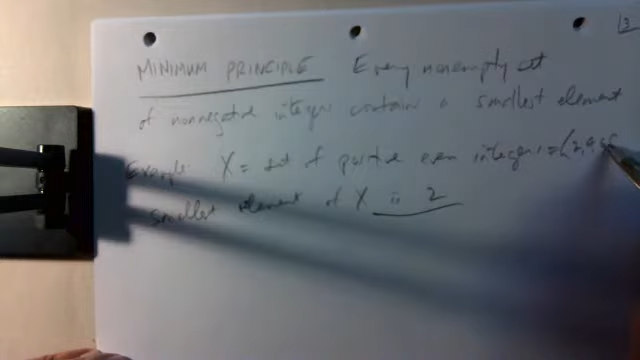 13
MINIMUM PRINCIPLE Every nonempty set
of nonnegative integers contains a smallest element
Example: X = set of positive even integers = {2, 4, 6
smallest element of X is 2